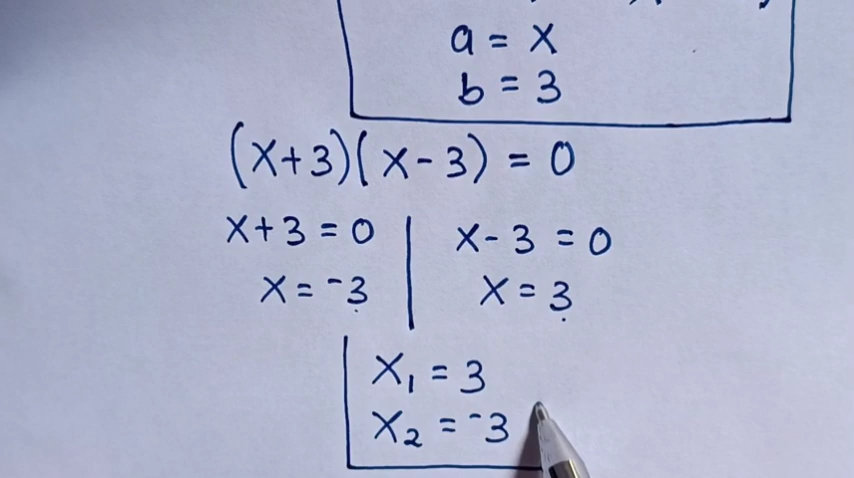 a = x
b = 3
(x+3)(x-3) = 0
x+3 = 0
x-3 = 0
x = -3
x = 3
x₁ = 3
x₂ = -3